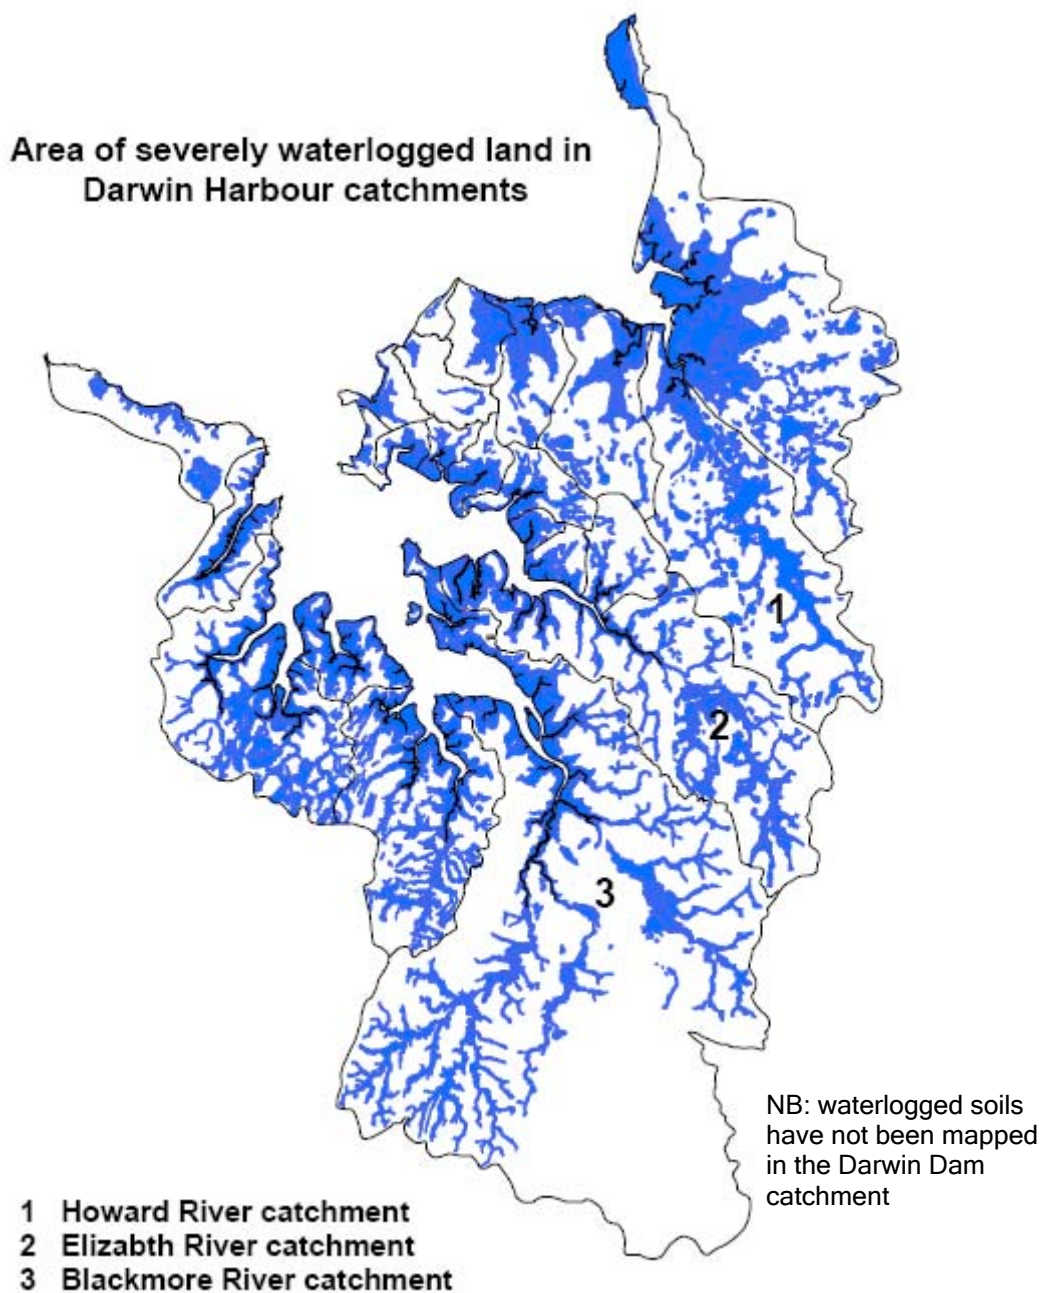 Area of severely waterlogged land in
Darwin Harbour catchments
1
2
3
NB: waterlogged soils
have not been mapped
in the Darwin Dam
catchment
1 Howard River catchment
2 Elizabth River catchment
3 Blackmore River catchment